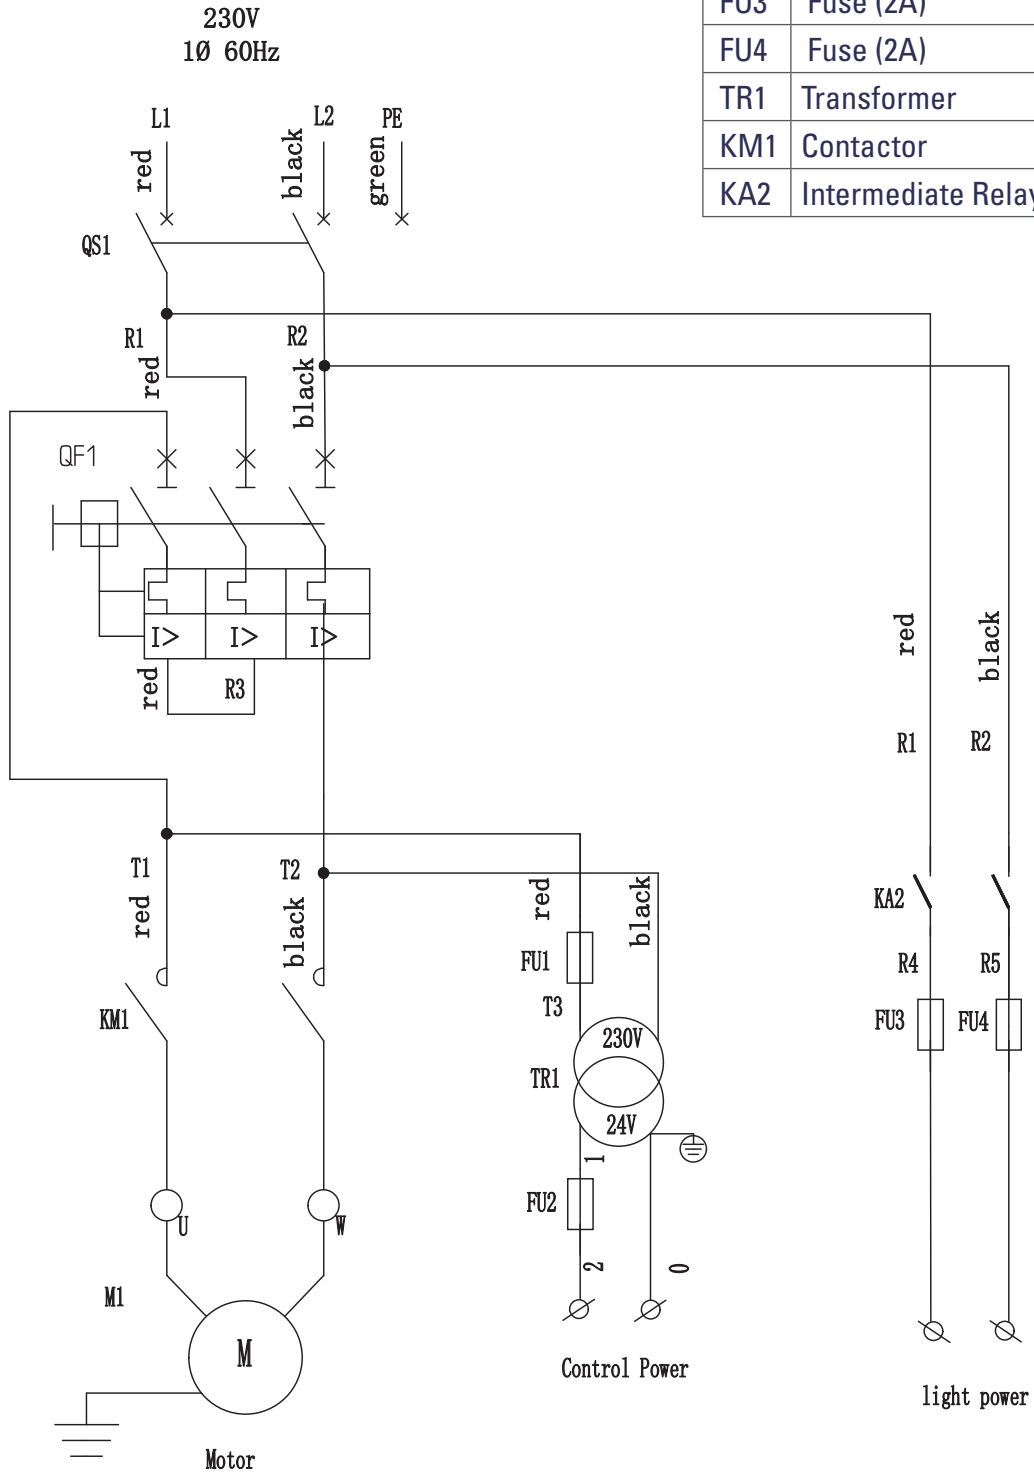 230V
1Ø 60Hz
FU3 Fuse (2A)
FU4 Fuse (2A)
TR1 Transformer
KM1 Contactor
KA2 Intermediate Relay
L1 L2 PE
red black green
QS1
R1 R2
red black
QF1
I> I> I>
red R3
red black
R1 R2
T1 T2
red black
red black
KA2
FU1
R4 R5
T3
KM1
FU3 FU4
230V
TR1
24V
1
FU2
U W
2 0
M1
M
Control Power
light power
Motor